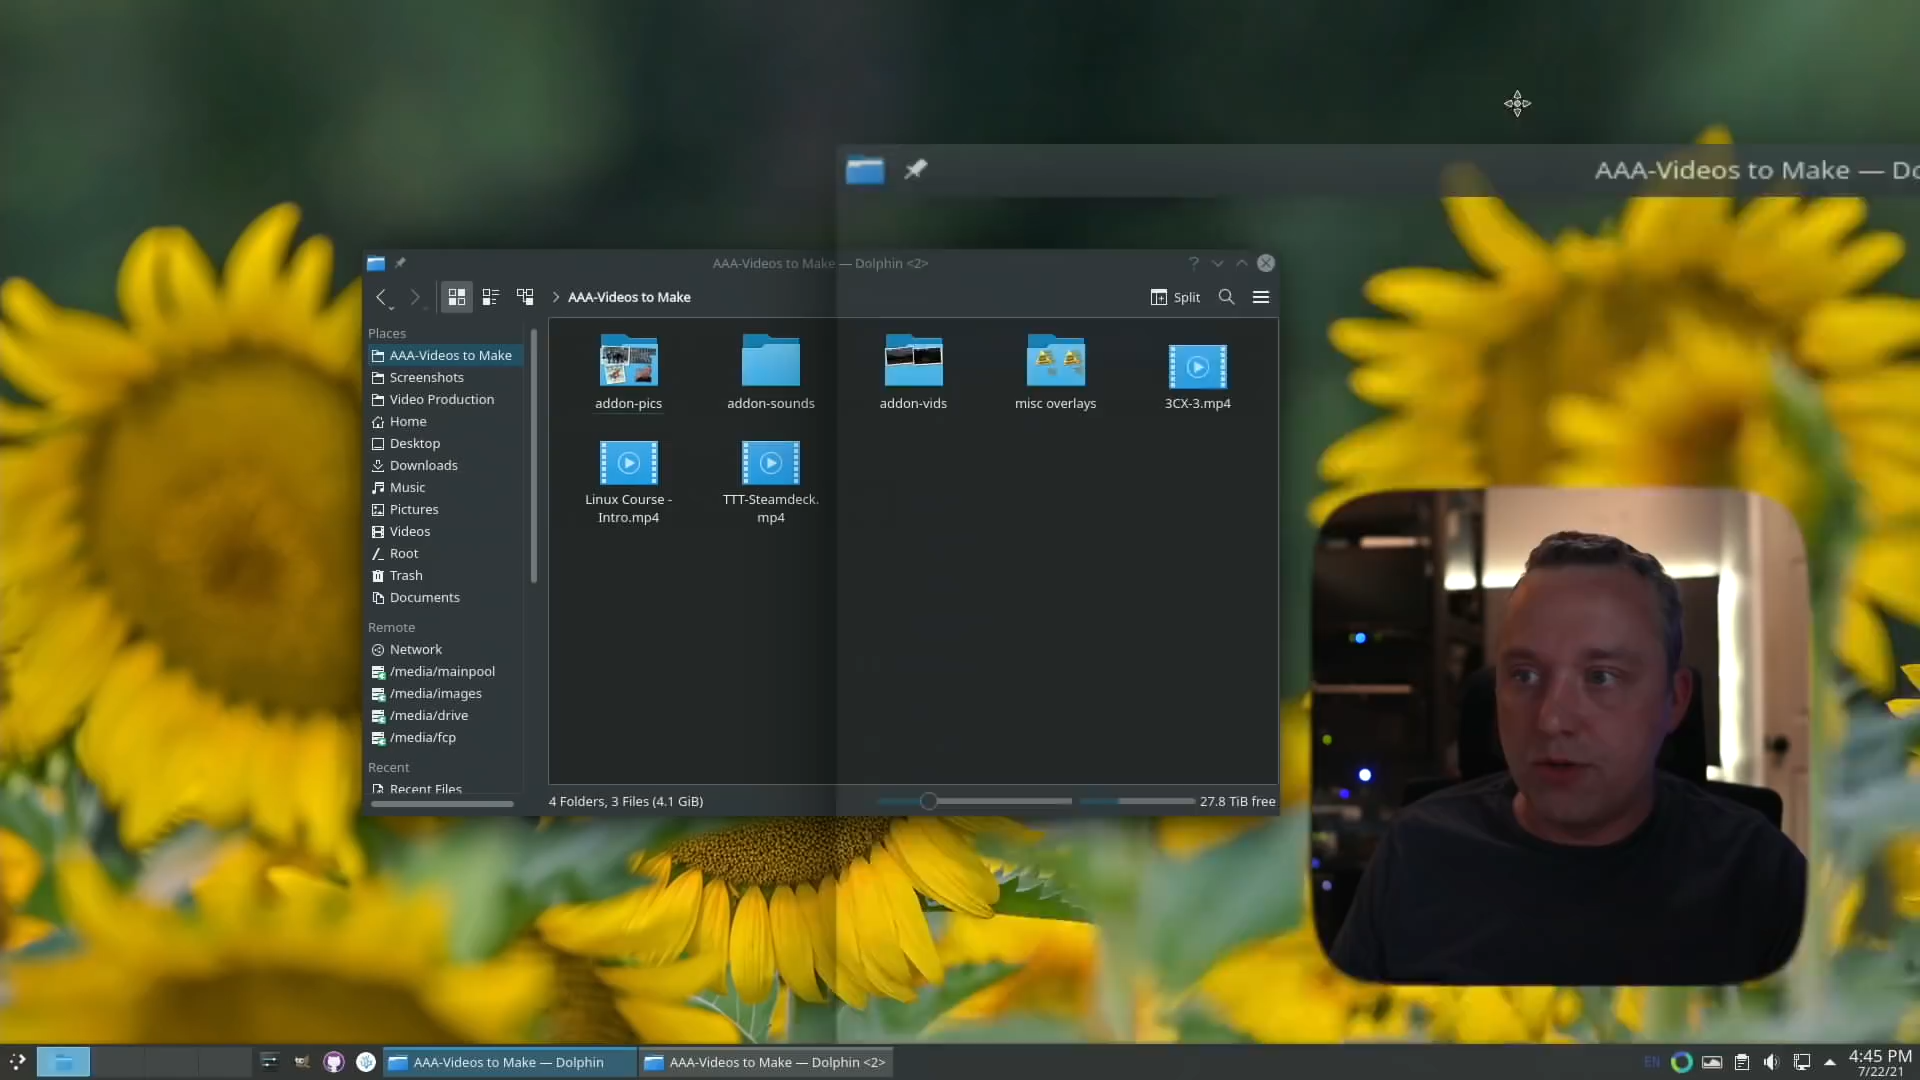 AAA-Videos to Make — Do
AAA-Videos to Make — Dolphin <2>
?
AAA-Videos to Make
Split
Places
AAA-Videos to Make
Screenshots
Video Production
Home
Desktop
Downloads
Music
Pictures
Videos
Root
Trash
Documents
Remote
Network
/media/mainpool
/media/images
/media/drive
/media/fcp
Recent
Recent Files
addon-pics
addon-sounds
addon-vids
misc overlays
3CX-3.mp4
Linux Course -
Intro.mp4
TTT-Steamdeck.
mp4
4 Folders, 3 Files (4.1 GiB)
27.8 TiB free
AAA-Videos to Make — Dolphin
AAA-Videos to Make — Dolphin <2>
EN
4:45 PM
7/22/21